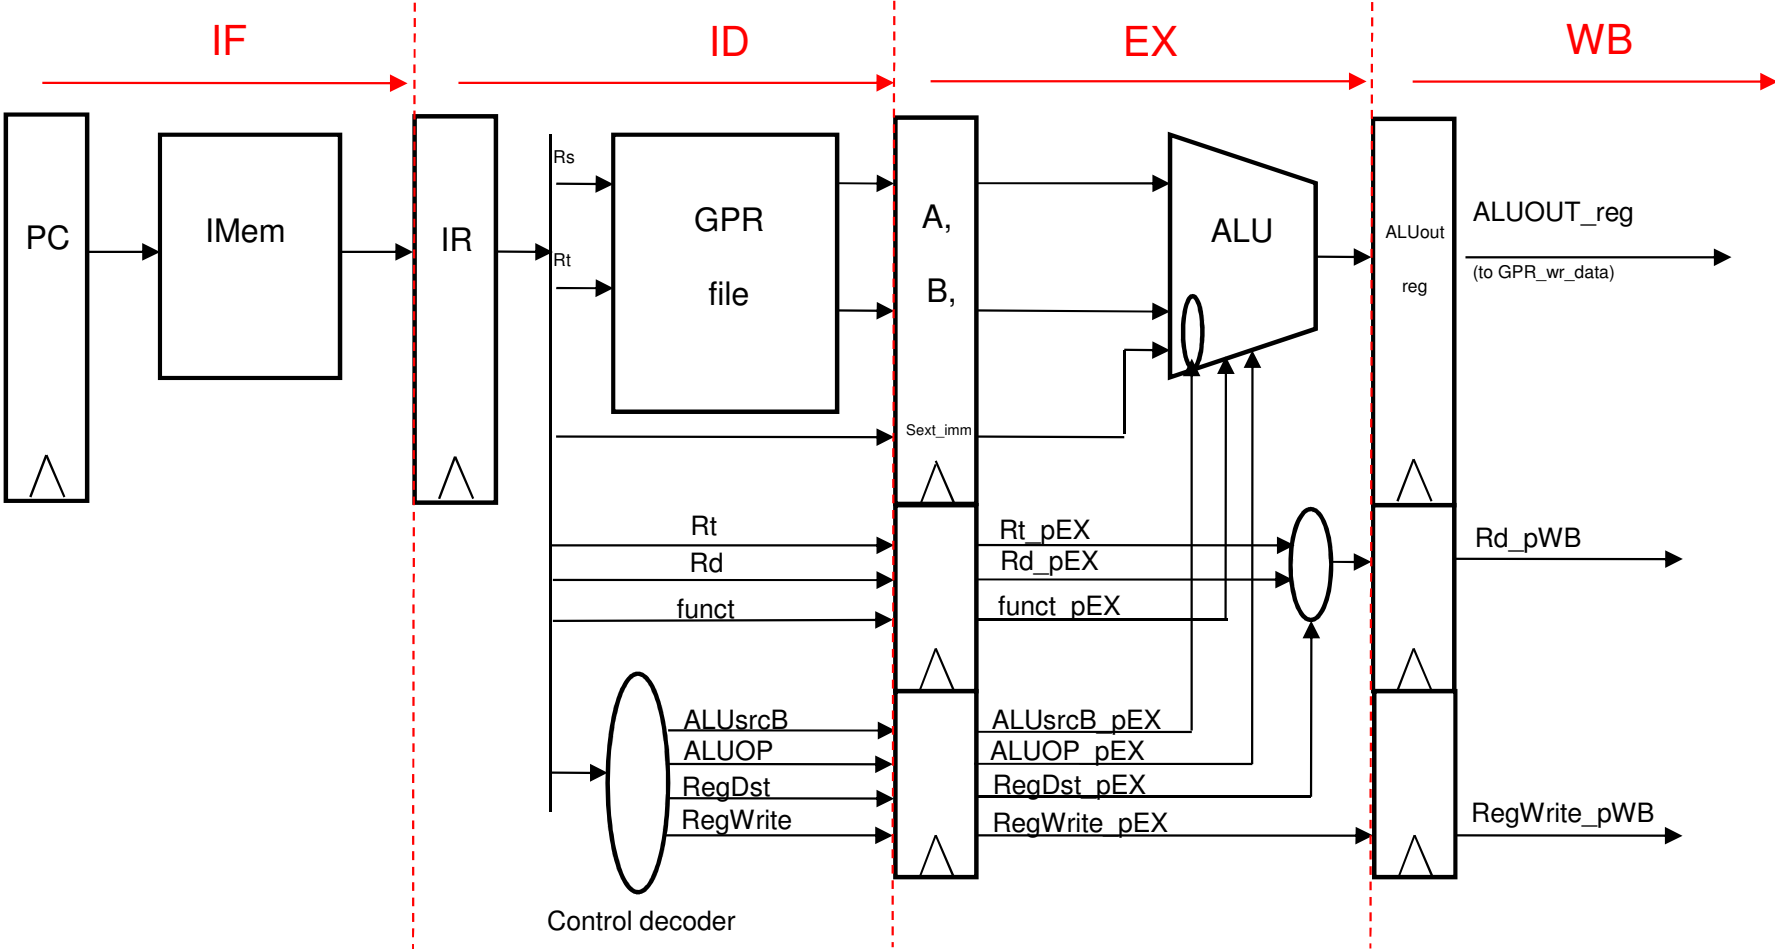 IF
ID
EX
WB
PC
IMem
IR
Rs
Rt
GPR
file
A,
B,
Sext_imm
ALU
ALUout
reg
ALUOUT_reg
(to GPR_wr_data)
Rt
Rd
funct
Rt_pEX
Rd_pEX
funct_pEX
Rd_pWB
ALUsrcB
ALUOP
RegDst
RegWrite
ALUsrcB_pEX
ALUOP_pEX
RegDst_pEX
RegWrite_pEX
RegWrite_pWB
Control decoder